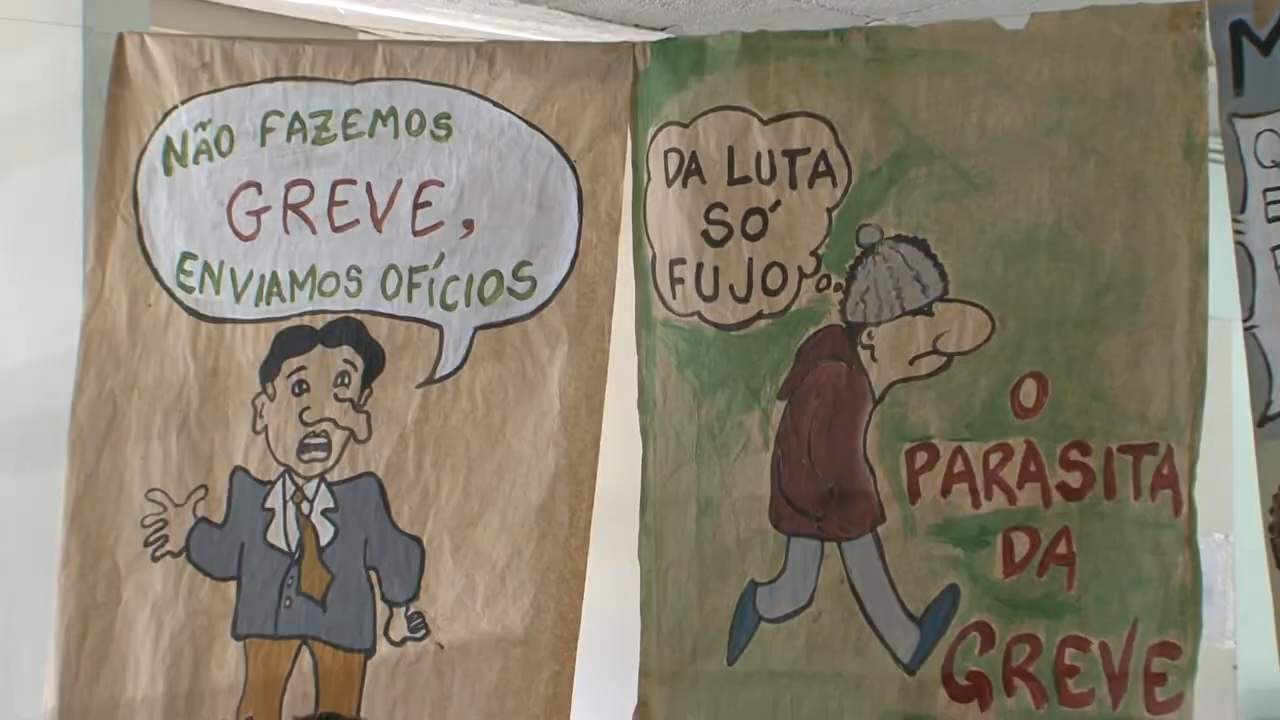 NÃO FAZEMOS
GREVE,
ENVIAMOS OFÍCIOS
DA LUTA
SÓ
FUJO
O
PARASITA
DA
GREVE